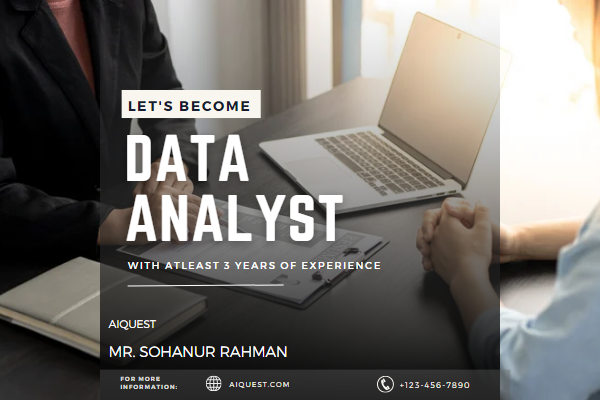 LET'S BECOME
DATA
ANALYST
WITH ATLEAST 3 YEARS OF EXPERIENCE
AIQUEST
MR. SOHANUR RAHMAN
FOR MORE
INFORMATION:
AIQUEST.COM
+123-456-7890